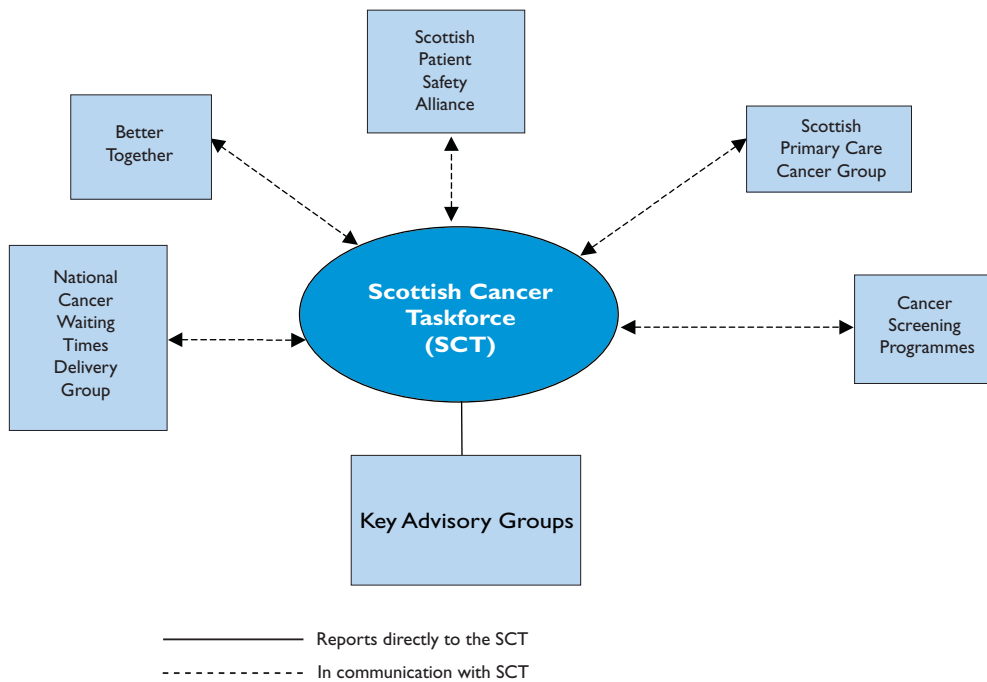 Scottish
Patient
Safety
Alliance
Better
Together
Scottish
Primary Care
Cancer Group
National
Cancer
Waiting
Times
Delivery
Group
Scottish Cancer
Taskforce
(SCT)
Cancer
Screening
Programmes
Key Advisory Groups
Reports directly to the SCT
In communication with SCT